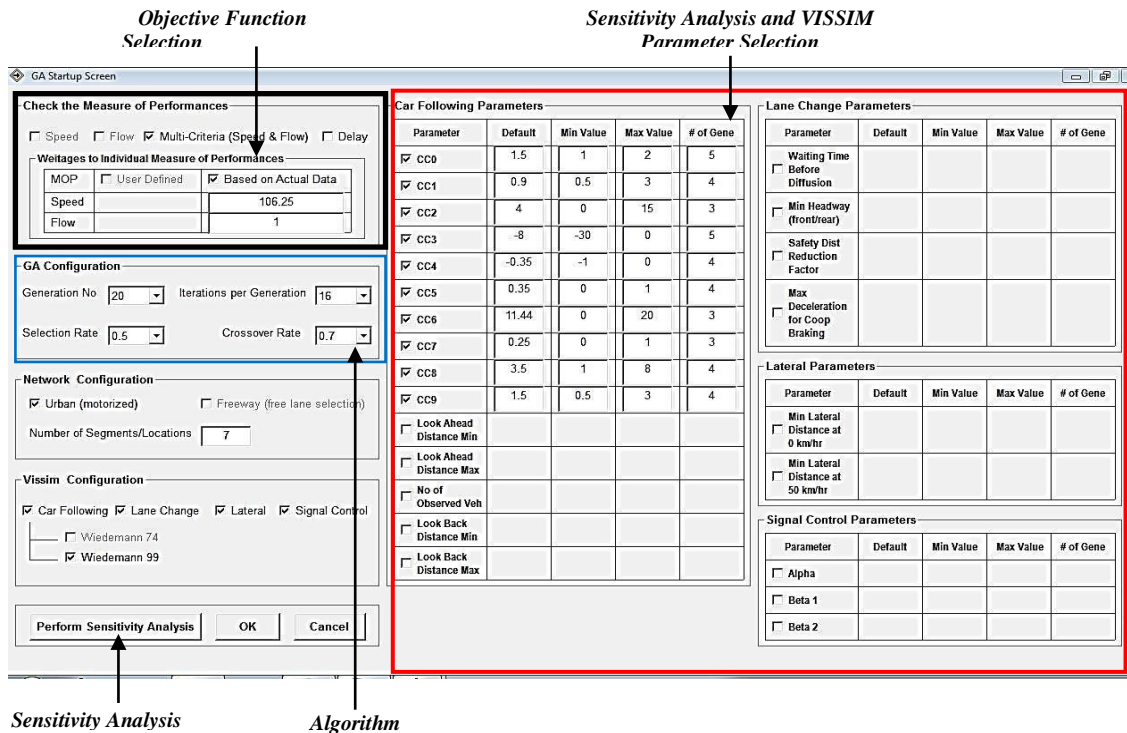 Objective Function
Selection
Sensitivity Analysis and VISSIM
Parameter Selection
GA Startup Screen
Check the Measure of Performances
Speed Flow Multi-Criteria (Speed & Flow) Delay
Weitages to Individual Measure of Performances
MOP User Defined Based on Actual Data
Speed 106.25
Flow 1
GA Configuration
Generation No 20 Iterations per Generation 16
Selection Rate 0.5 Crossover Rate 0.7
Network Configuration
Urban (motorized) Freeway (free lane selection)
Number of Segments/Locations 7
Vissim Configuration
Car Following Lane Change Lateral Signal Control
Wiedemann 74
Wiedemann 99
Perform Sensitivity Analysis OK Cancel
Car Following Parameters
Parameter Default Min Value Max Value # of Gene
CC0 1.5 1 2 5
CC1 0.9 0.5 3 4
CC2 4 0 15 3
CC3 -8 -30 0 5
CC4 -0.35 -1 0 4
CC5 0.35 0 1 4
CC6 11.44 0 20 3
CC7 0.25 0 1 3
CC8 3.5 1 8 4
CC9 1.5 0.5 3 4
Look Ahead
Distance Min
Look Ahead
Distance Max
No of
Observed Veh
Look Back
Distance Min
Look Back
Distance Max
Lane Change Parameters
Parameter Default Min Value Max Value # of Gene
Waiting Time
Before
Diffusion
Min Headway
(front/rear)
Safety Dist
Reduction
Factor
Max
Deceleration
for Coop
Braking
Lateral Parameters
Parameter Default Min Value Max Value # of Gene
Min Lateral
Distance at
0 km/hr
Min Lateral
Distance at
50 km/hr
Signal Control Parameters
Parameter Default Min Value Max Value # of Gene
Alpha
Beta 1
Beta 2
Sensitivity Analysis
Algorithm